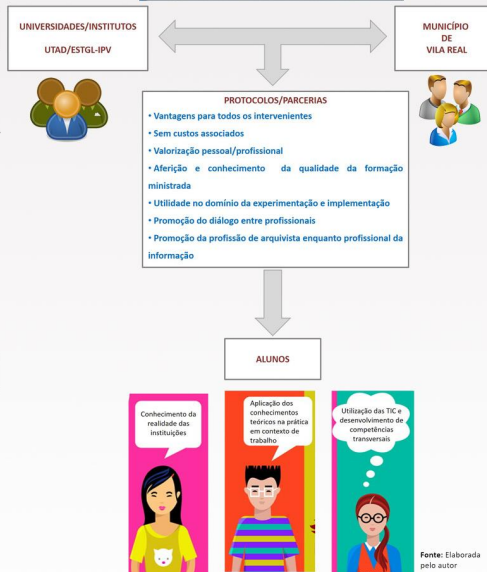 UNIVERSIDADES/INSTITUTOS
UTAD/ESTGL-IPV
MUNICÍPIO
DE
VILA REAL
PROTOCOLOS/PARCERIAS
• Vantagens para todos os intervenientes
• Sem custos associados
• Valorização pessoal/profissional
• Aferição e conhecimento da qualidade da formação
ministrada
• Utilidade no domínio da experimentação e implementação
• Promoção do diálogo entre profissionais
• Promoção da profissão de arquivista enquanto profissional da
informação
ALUNOS
Conhecimento da
realidade das
instituições
Aplicação dos
conhecimentos
teóricos na prática
em contexto de
trabalho
Utilização das TIC e
desenvolvimento de
competências
transversais
Fonte: Elaborada
pelo autor